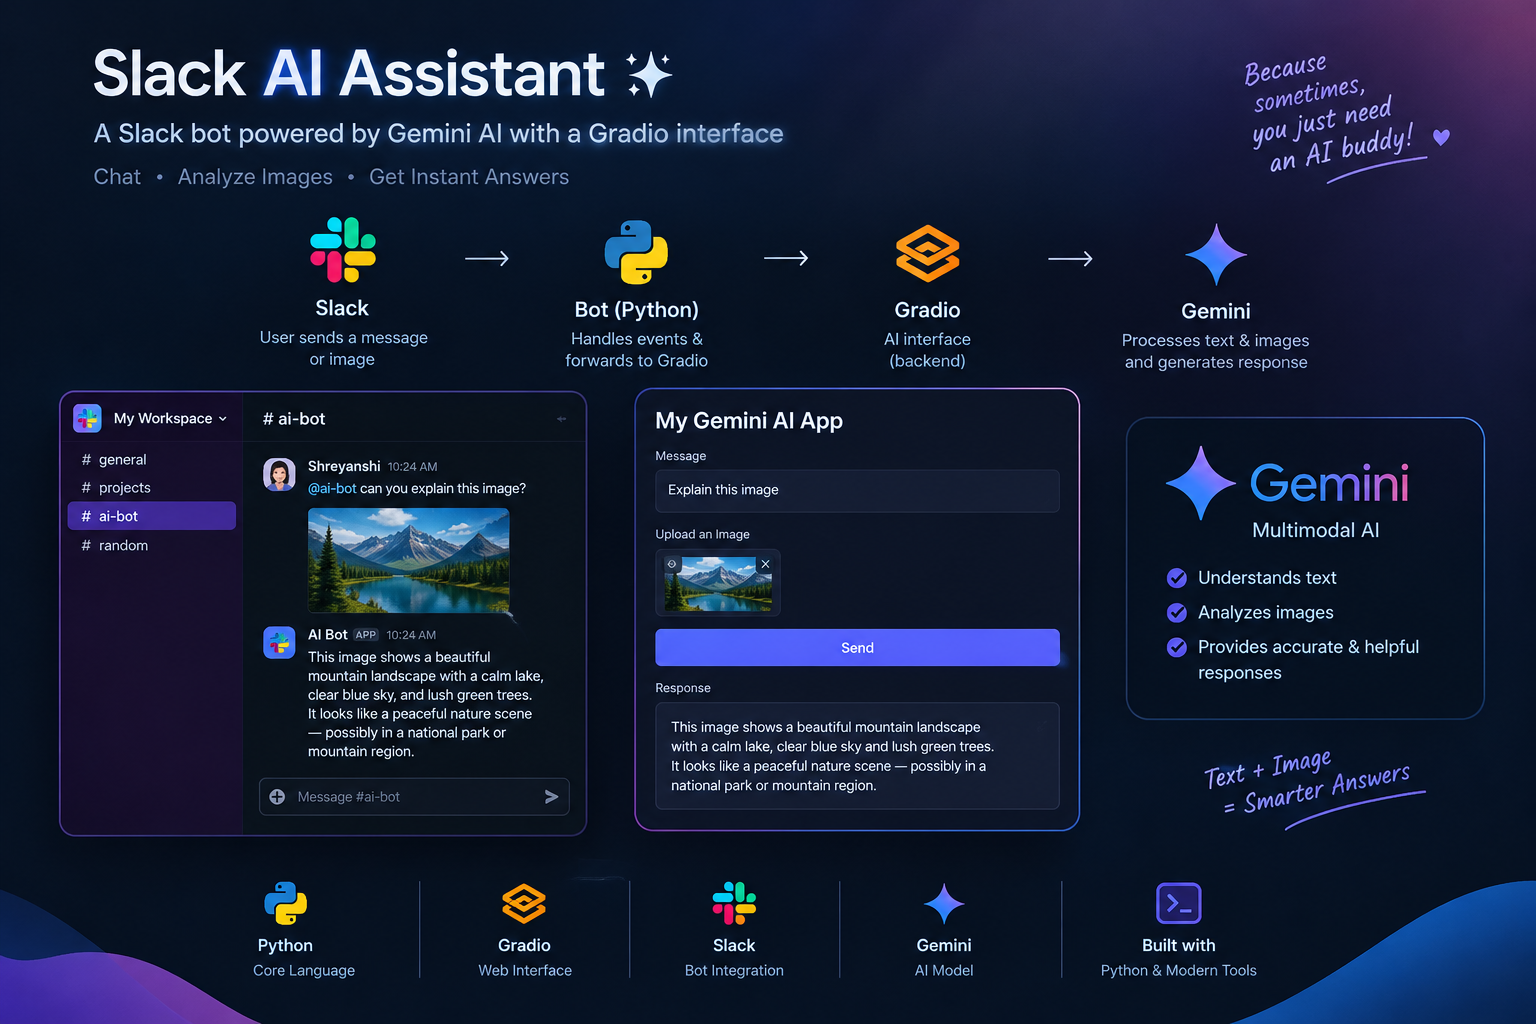 Slack AI Assistant
A Slack bot powered by Gemini AI with a Gradio interface
Chat • Analyze Images • Get Instant Answers
Because
sometimes,
you just need
an AI buddy!
Slack
User sends a message
or image
Bot (Python)
Handles events &
forwards to Gradio
Gradio
AI interface
(backend)
Gemini
Processes text & images
and generates response
My Workspace
# general
# projects
# ai-bot
# random
# ai-bot
Shreyanshi 10:24 AM
@ai-bot can you explain this image?
AI Bot APP 10:24 AM
This image shows a beautiful
mountain landscape with a calm lake,
clear blue sky, and lush green trees.
It looks like a peaceful nature scene
— possibly in a national park or
mountain region.
Message #ai-bot
My Gemini AI App
Message
Explain this image
Upload an Image
Send
Response
This image shows a beautiful mountain landscape
with a calm lake, clear blue sky and lush green trees.
It looks like a peaceful nature scene — possibly in a
national park or mountain region.
Gemini
Multimodal AI
Understands text
Analyzes images
Provides accurate & helpful
responses
Text + Image
= Smarter Answers
Python
Core Language
Gradio
Web Interface
Slack
Bot Integration
Gemini
AI Model
Built with
Python & Modern Tools